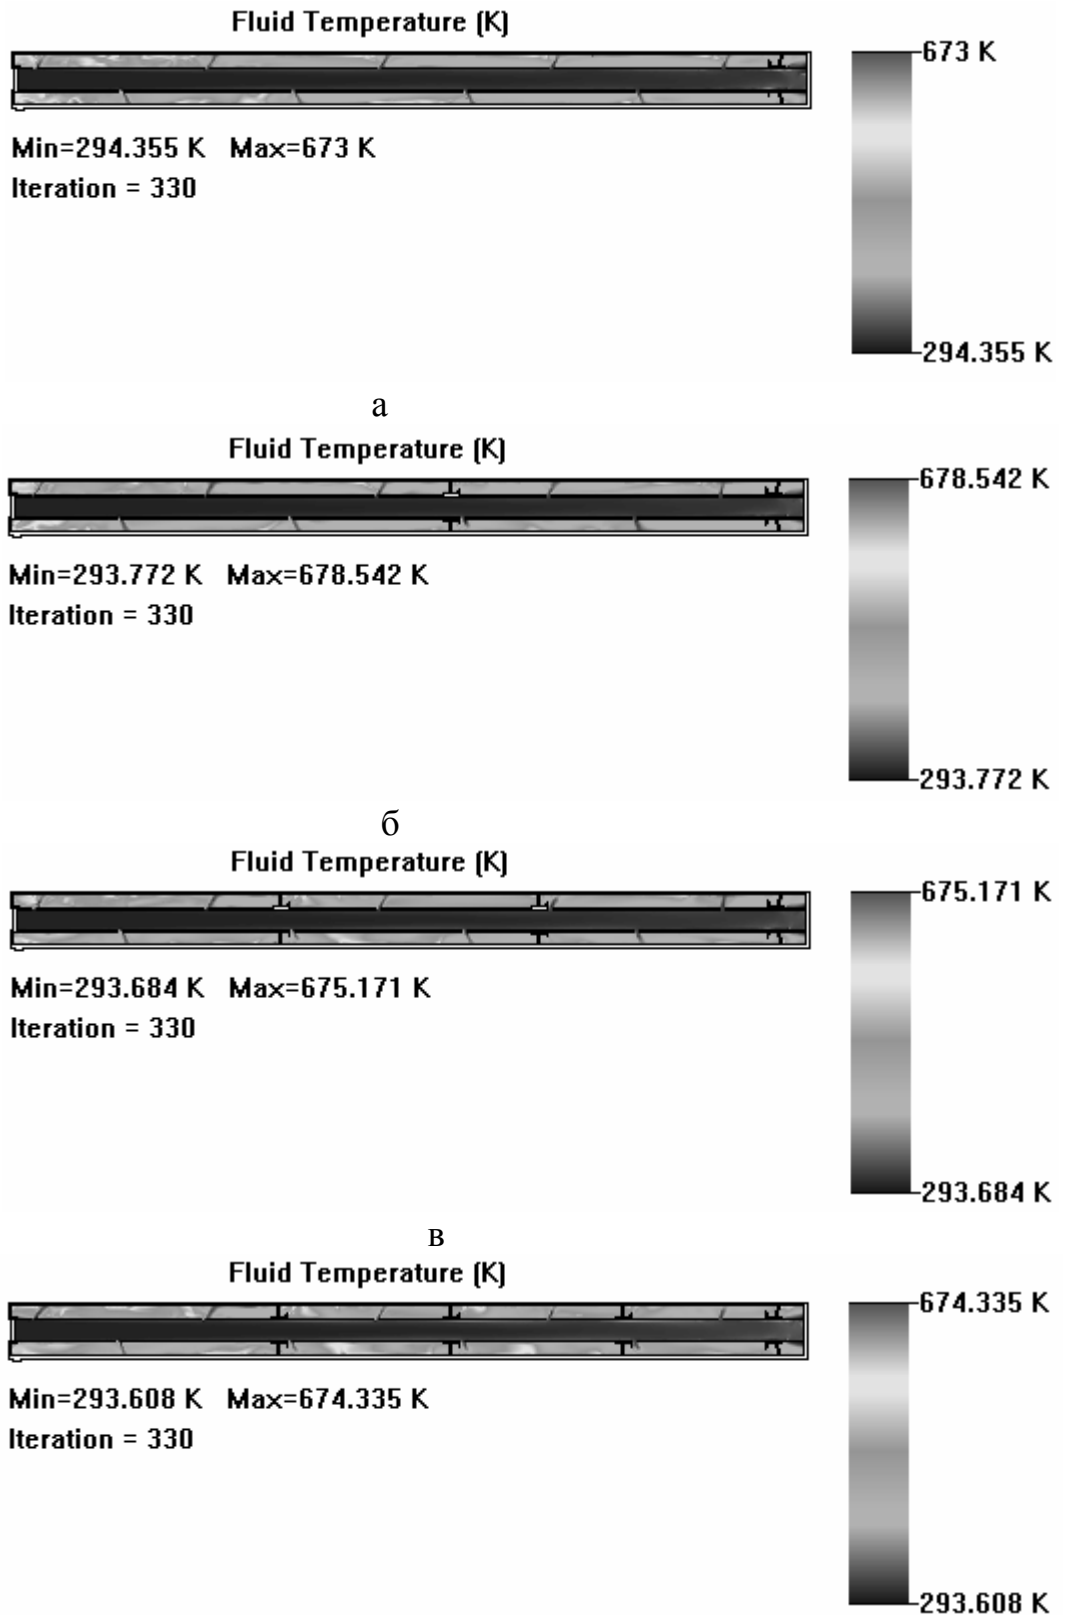 Fluid Temperature (K)
673 K
Min=294.355 K Max=673 K
Iteration = 330
294.355 K
а
Fluid Temperature (K)
678.542 K
Min=293.772 K Max=678.542 K
Iteration = 330
293.772 K
б
Fluid Temperature (K)
675.171 K
Min=293.684 K Max=675.171 K
Iteration = 330
293.684 K
в
Fluid Temperature (K)
674.335 K
Min=293.608 K Max=674.335 K
Iteration = 330
293.608 K